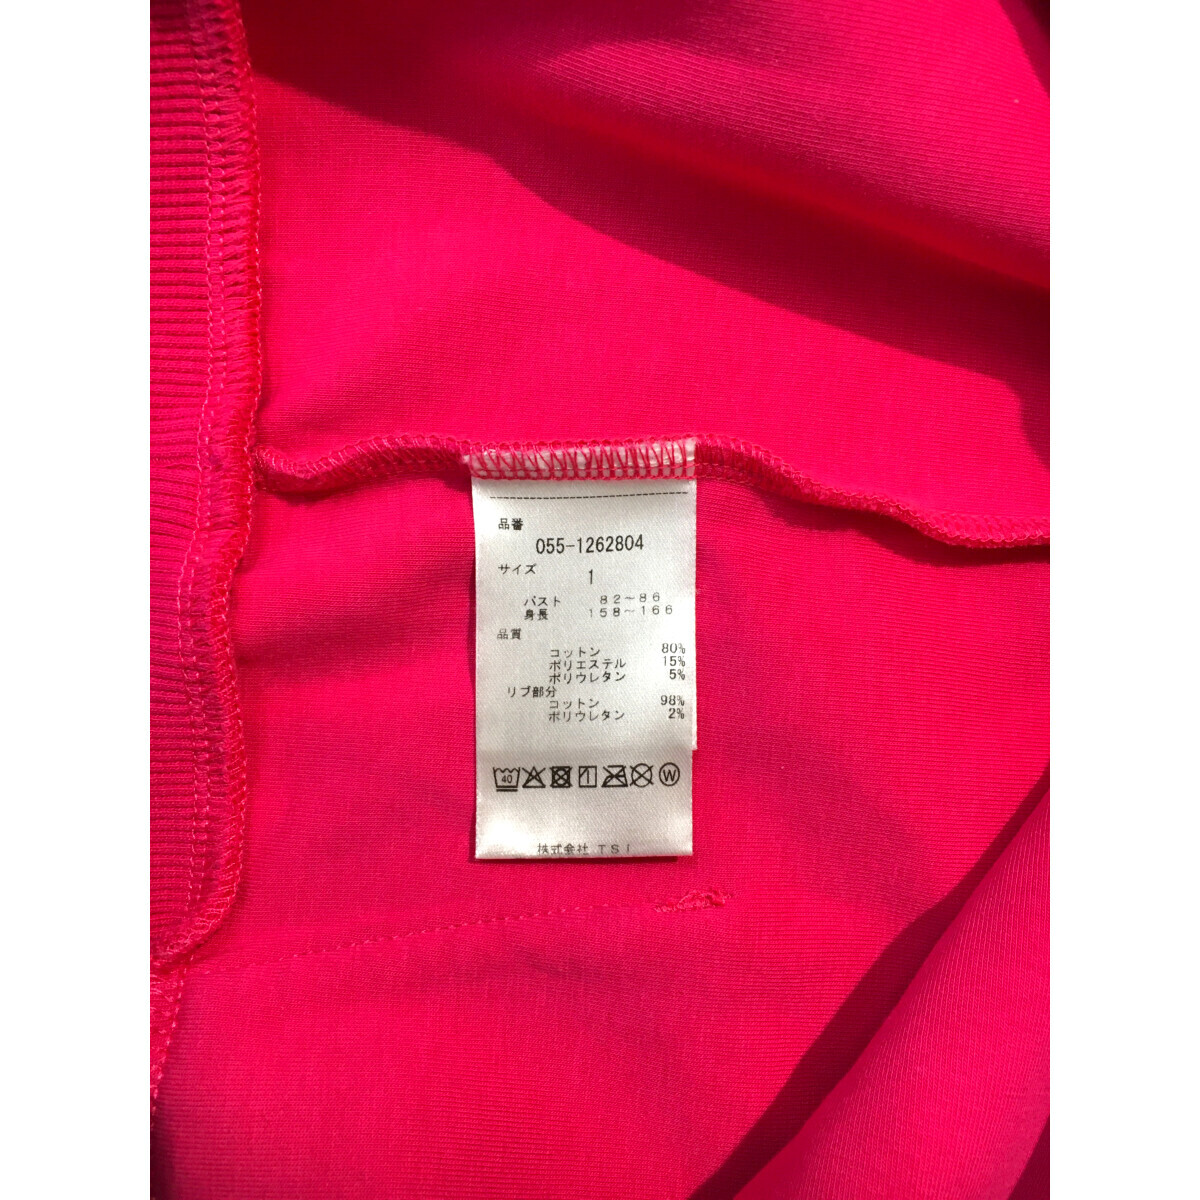 品番
055-1262804
サイズ 1
バスト 82~86
身長 158~166
品質
コットン 80%
ポリエステル 15%
ポリウレタン 5%
リブ部分
コットン 98%
ポリウレタン 2%
40 W
株式会社 TSI